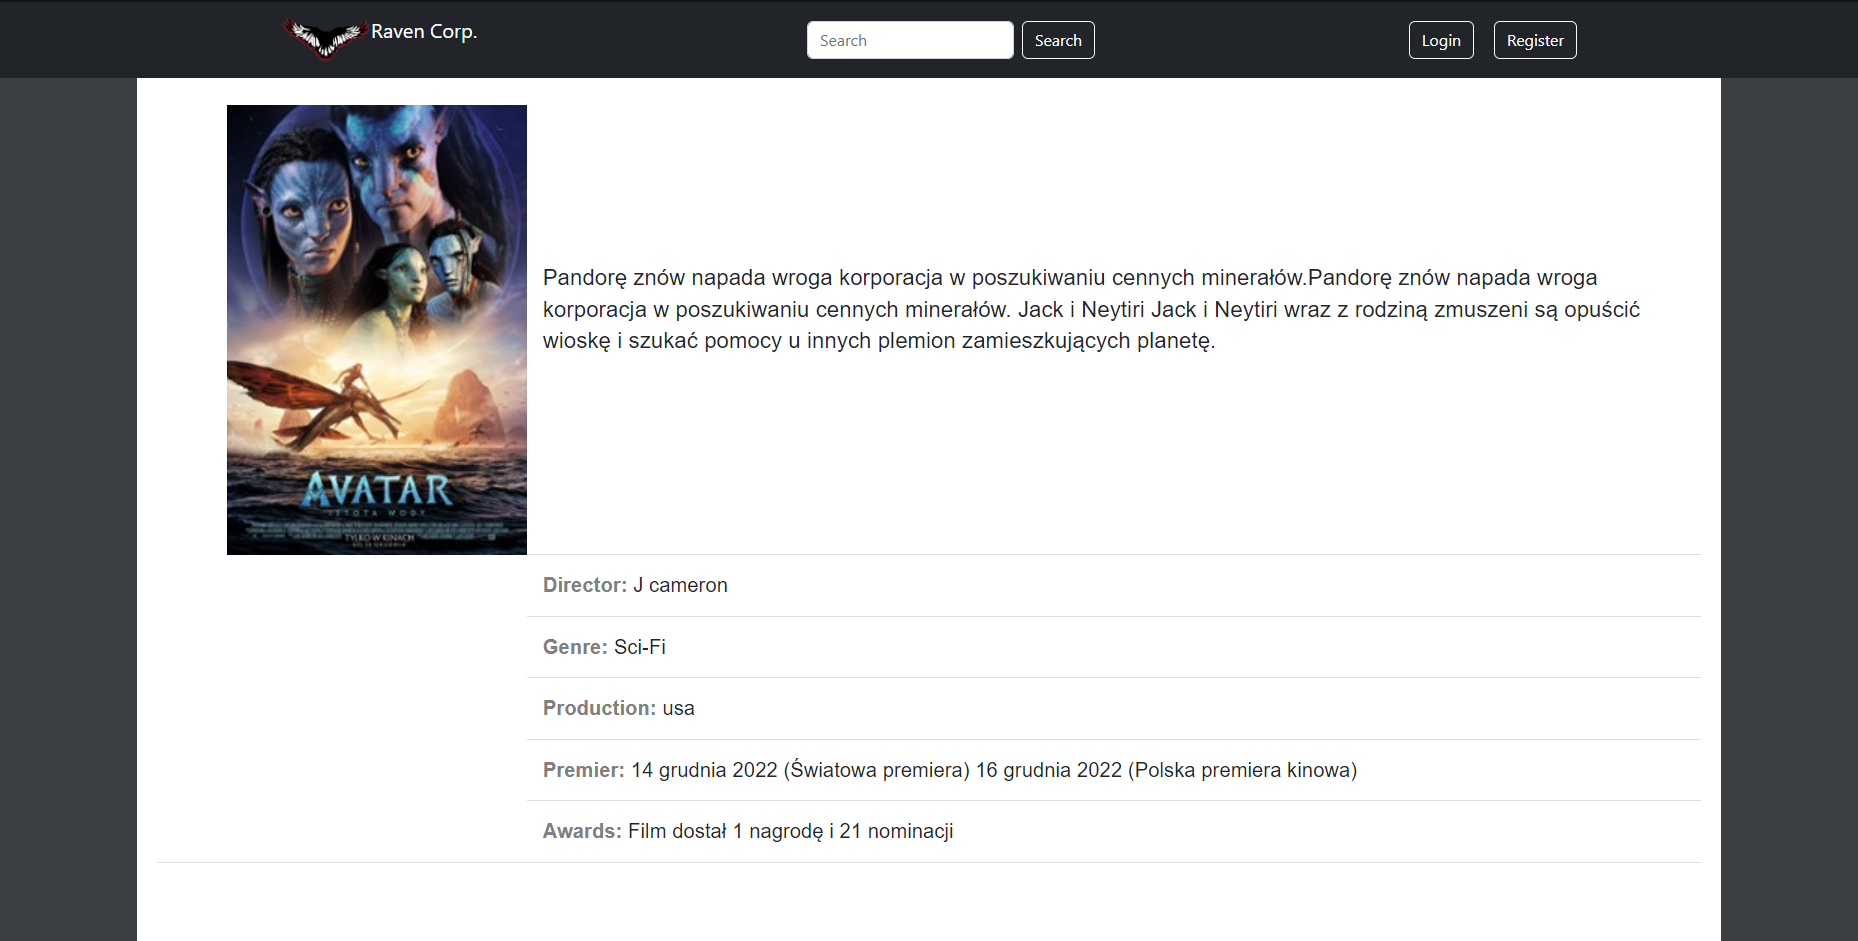 Raven Corp.
Search
Search
Login
Register
Pandorę znów napada wroga korporacja w poszukiwaniu cennych minerałów.Pandorę znów napada wroga
korporacja w poszukiwaniu cennych minerałów. Jack i Neytiri Jack i Neytiri wraz z rodziną zmuszeni są opuścić
wioskę i szukać pomocy u innych plemion zamieszkujących planetę.
AVATAR
ISTOTA WODY
TYLKO W KINACH
Director: J cameron
Genre: Sci-Fi
Production: usa
Premier: 14 grudnia 2022 (Światowa premiera) 16 grudnia 2022 (Polska premiera kinowa)
Awards: Film dostał 1 nagrodę i 21 nominacji